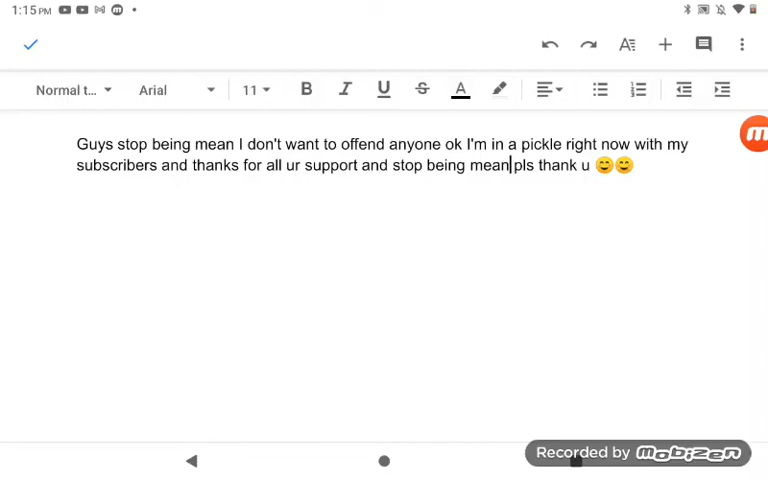 1:15 PM
Normal t... Arial 11 B I U S A
Guys stop being mean I don't want to offend anyone ok I'm in a pickle right now with my
subscribers and thanks for all ur support and stop being mean pls thank u 😊😊
Recorded by mobizen